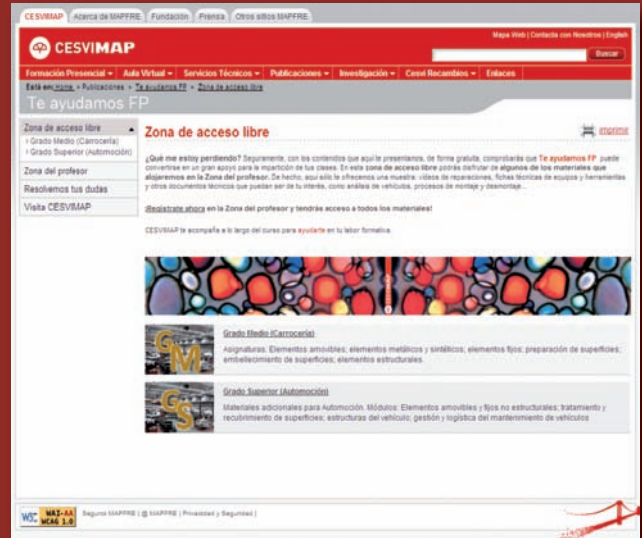 CESVIMAP Acerca de MAPFRE Fundación Prensa Otros sitios MAPFRE
Mapa Web | Contacta con Nosotros | English
CESVIMAP
Buscar
Formación Presencial Aula Virtual Servicios Técnicos Publicaciones Investigación Cesvi Recambios Enlaces
Está en: Home Publicaciones Te ayudamos FP Zona de acceso libre
Te ayudamos FP
Zona de acceso libre
Grado Medio (Carrocería)
Grado Superior (Automoción)
Zona del profesor
Resolvemos tus dudas
Visita CESVIMAP
Zona de acceso libre
imprimir
¿Qué me estoy perdiendo? Seguramente, con los contenidos que aquí te presentamos, de forma gratuita, comprobarás que Te ayudamos FP puede
convertirse en un gran apoyo para la impartición de tus clases. En esta zona de acceso libre podrás disfrutar de algunos de los materiales que
alojaremos en la Zona del profesor. De hecho, aquí sólo te ofrecemos una muestra: vídeos de reparaciones, fichas técnicas de equipos y herramientas
y otros documentos técnicos que puedan ser de tu interés, como análisis de vehículos, procesos de montaje y desmontaje...
¡Regístrate ahora en la Zona del profesor y tendrás acceso a todos los materiales!
CESVIMAP te acompaña a lo largo del curso para ayudarte en tu labor formativa.
GM
Grado Medio (Carrocería)
Asignaturas: Elementos amovibles; elementos metálicos y sintéticos; elementos fijos; preparación de superficies;
embellecimiento de superficies; elementos estructurales
GS
Grado Superior (Automoción)
Materiales adicionales para Automoción. Módulos: Elementos amovibles y fijos no estructurales; tratamiento y
recubrimiento de superficies; estructuras del vehículo; gestión y logística del mantenimiento de vehículos
W3C WAI-AA
WCAG 1.0
Seguros MAPFRE | @ MAPFRE | Privacidad y Seguridad |